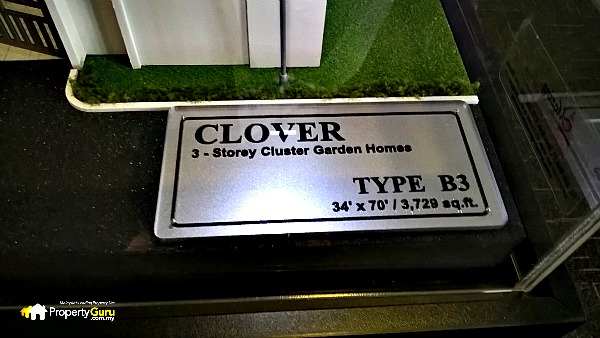 CLOVER
3 - Storey Cluster Garden Homes
TYPE B3
34' x 70' / 3,729 sq.ft.
PropertyGuru
.com.my